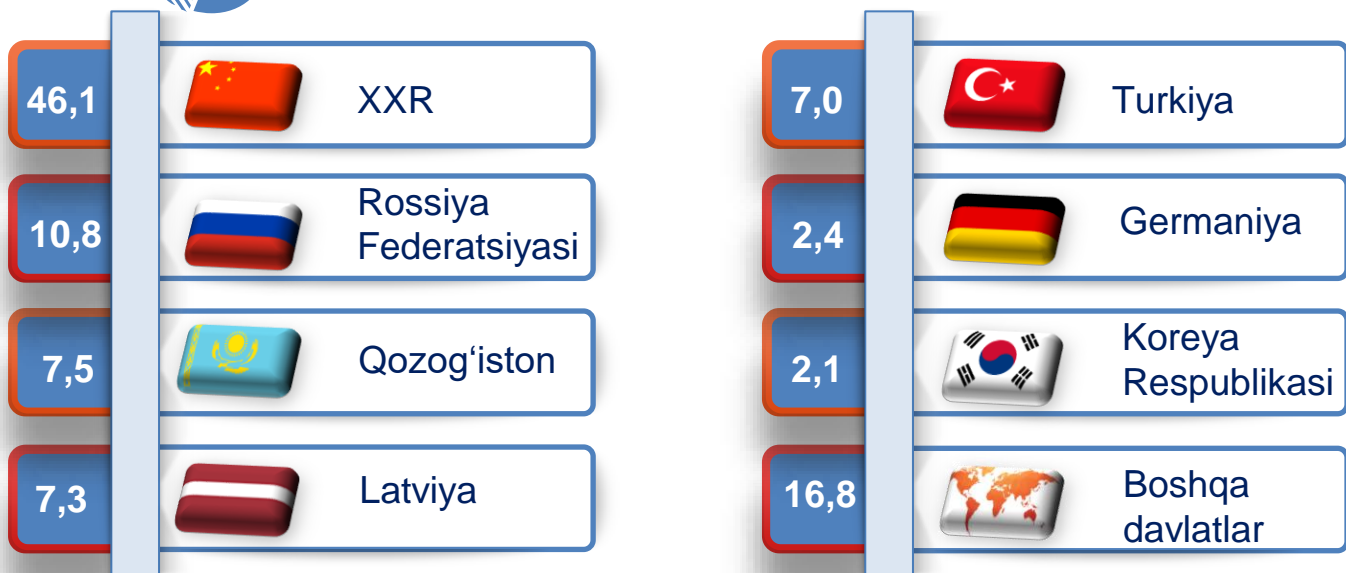 46,1
XXR
10,8
Rossiya
Federatsiyasi
7,5
Qozog‘iston
7,3
Latviya
7,0
Turkiya
2,4
Germaniya
2,1
Koreya
Respublikasi
16,8
Boshqa
davlatlar